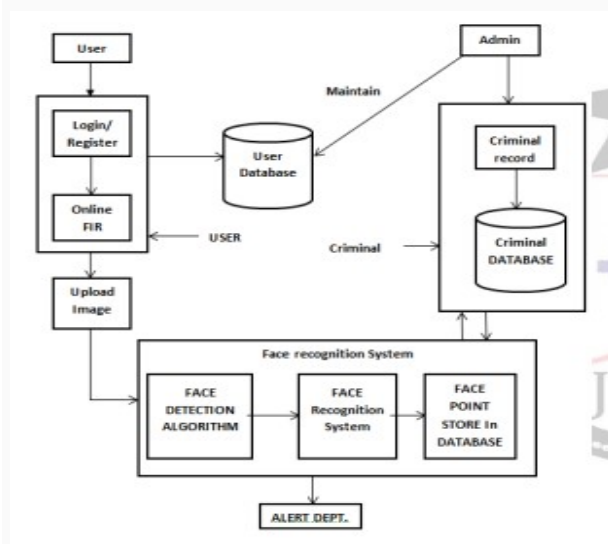 User
Admin
Maintain
Login/
Register
User
Database
Criminal
record
Online
FIR
USER
Criminal
Criminal
DATABASE
Upload
Image
Face recognition System
FACE
DETECTION
ALGORITHM
FACE
Recognition
System
FACE
POINT
STORE In
DATABASE
ALERT DEPT.